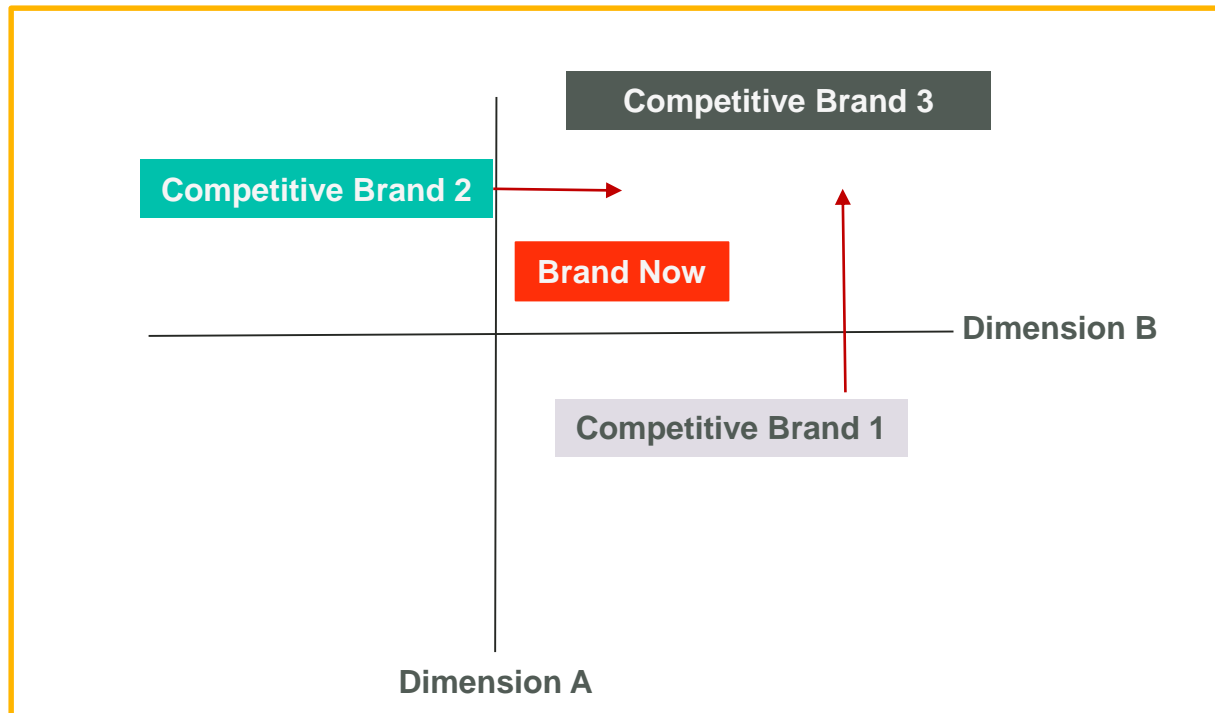 Competitive Brand 3
Competitive Brand 2
Brand Now
Dimension B
Competitive Brand 1
Dimension A